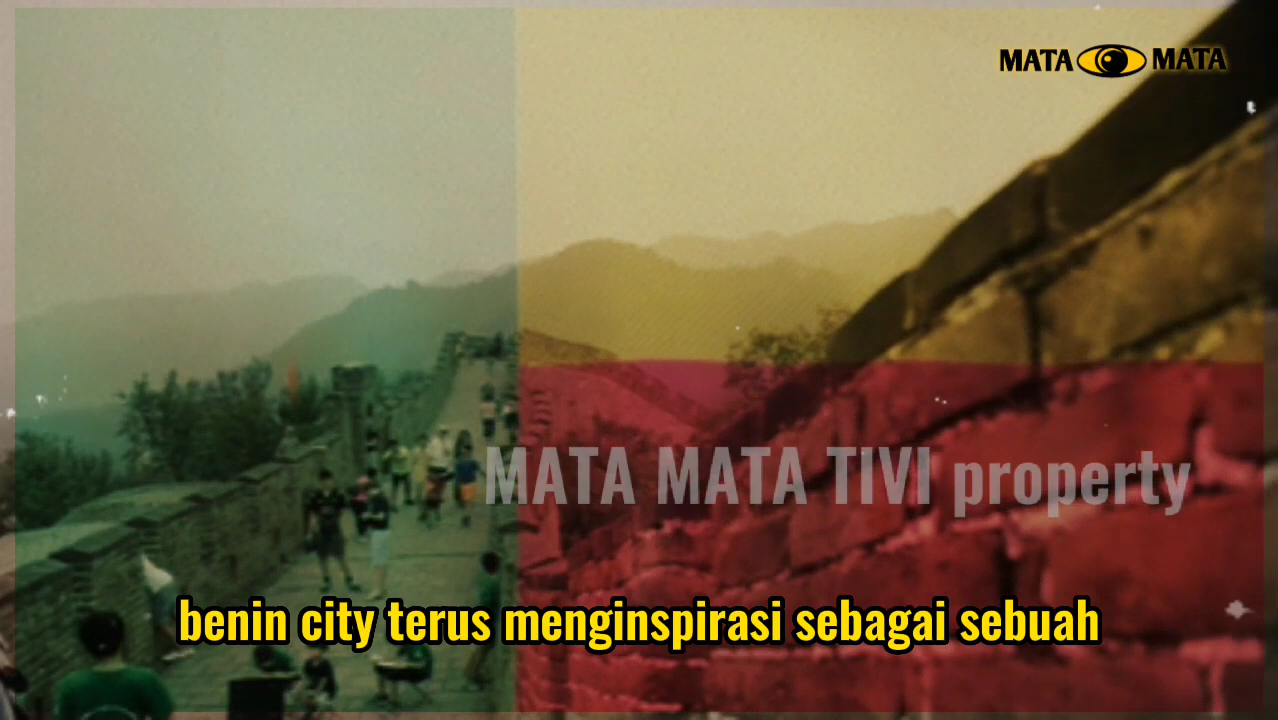 MATA MATA
MATA MATA TIVI property
benin city terus menginspirasi sebagai sebuah